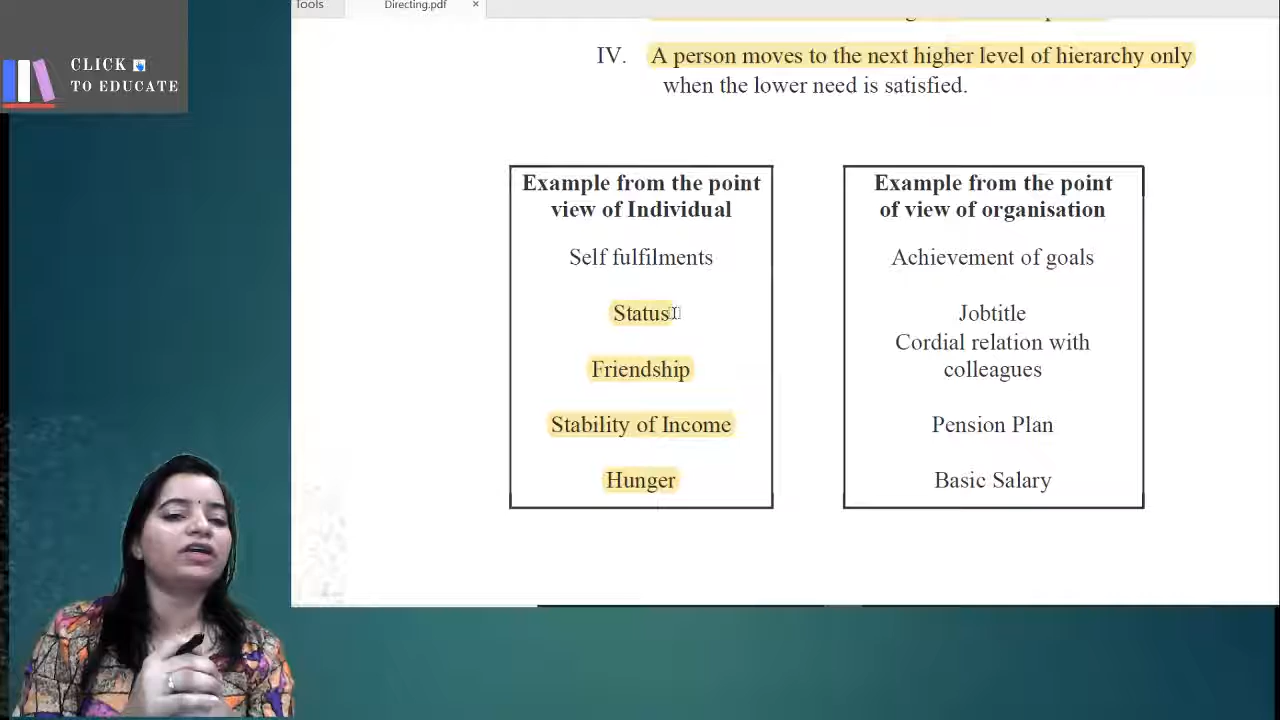 Tools
Directing.pdf
×
CLICK
TO EDUCATE
IV. A person moves to the next higher level of hierarchy only
when the lower need is satisfied.
Example from the point
view of Individual
Self fulfilments
Status
Friendship
Stability of Income
Hunger
Example from the point
of view of organisation
Achievement of goals
Jobtitle
Cordial relation with
colleagues
Pension Plan
Basic Salary